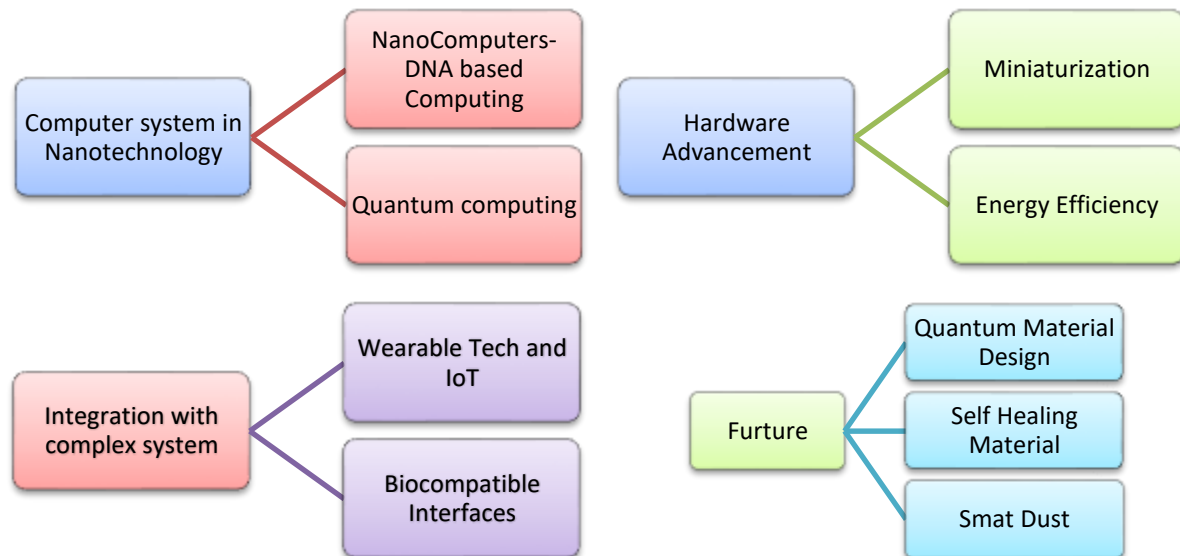 Computer system in
Nanotechnology
NanoComputers-
DNA based
Computing
Quantum computing
Hardware
Advancement
Miniaturization
Energy Efficiency
Integration with
complex system
Wearable Tech and
IoT
Biocompatible
Interfaces
Furture
Quantum Material
Design
Self Healing
Material
Smat Dust